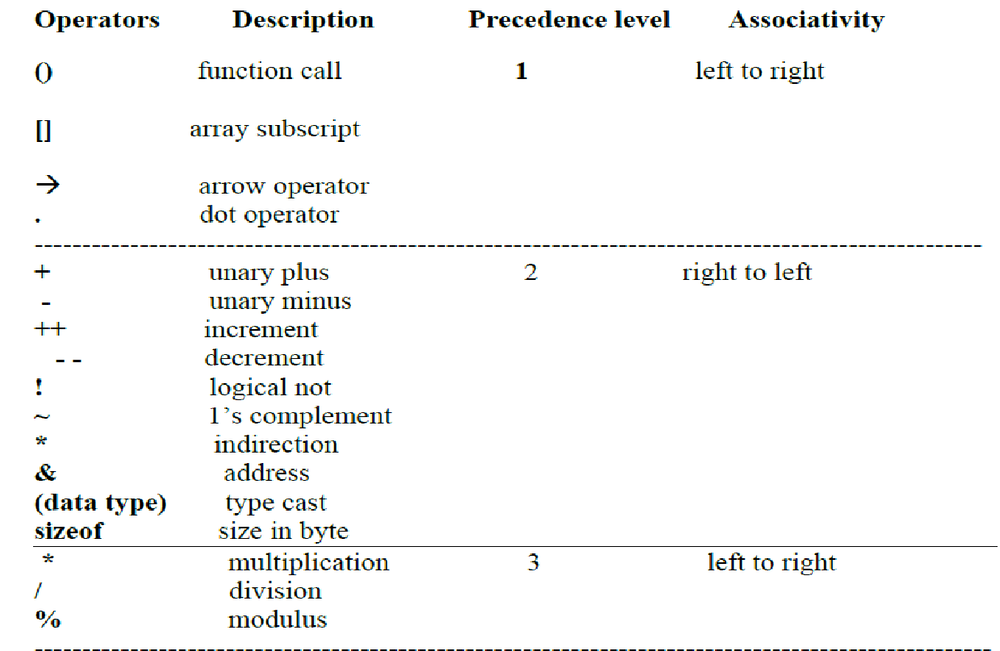 Operators Description Precedence level Associativity
() function call 1 left to right
[] array subscript
→ arrow operator
. dot operator
--------------------------------------------------------------------------------------------------
+ unary plus 2 right to left
- unary minus
++ increment
- - decrement
! logical not
~ 1’s complement
* indirection
& address
(data type) type cast
sizeof size in byte
* multiplication 3 left to right
/ division
% modulus
---------------------------------------------------------------------------------------------------